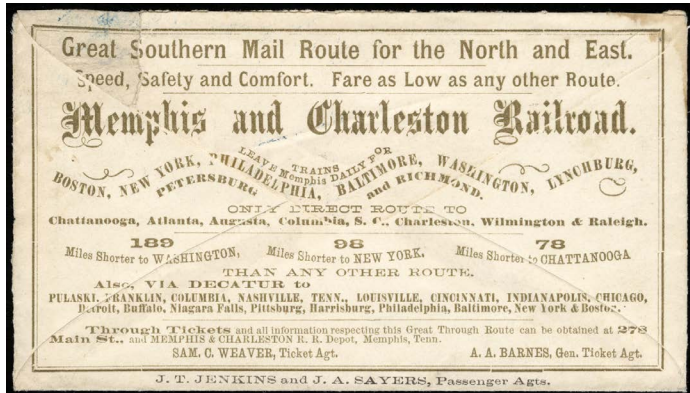 Great Southern Mail Route for the North and East.
Speed, Safety and Comfort. Fare as Low as any other Route.
Memphis and Charleston Railroad.
LEAVE TRAINS Memphis DAILY FOR
BOSTON, NEW YORK, PHILADELPHIA, BALTIMORE, WASHINGTON, LYNCHBURG,
PETERSBURG and RICHMOND.
ONLY DIRECT ROUTE TO
Chattanooga, Atlanta, Augusta, Columbia, S. C., Charleston, Wilmington & Raleigh.
189 98 78
Miles Shorter to WASHINGTON, Miles Shorter to NEW YORK, Miles Shorter to CHATTANOOGA
THAN ANY OTHER ROUTE.
Also, VIA DECATUR to
PULASKI, FRANKLIN, COLUMBIA, NASHVILLE, TENN., LOUISVILLE, CINCINNATI, INDIANAPOLIS, CHICAGO,
Detroit, Buffalo, Niagara Falls, Pittsburg, Harrisburg, Philadelphia, Baltimore, New York & Boston.
Through Tickets and all information respecting this Great Through Route can be obtained at 278
Main St., and MEMPHIS & CHARLESTON R. R. Depot, Memphis, Tenn.
SAM. C. WEAVER, Ticket Agt. A. A. BARNES, Gen. Ticket Agt.
J. T. JENKINS and J. A. SAYERS, Passenger Agts.